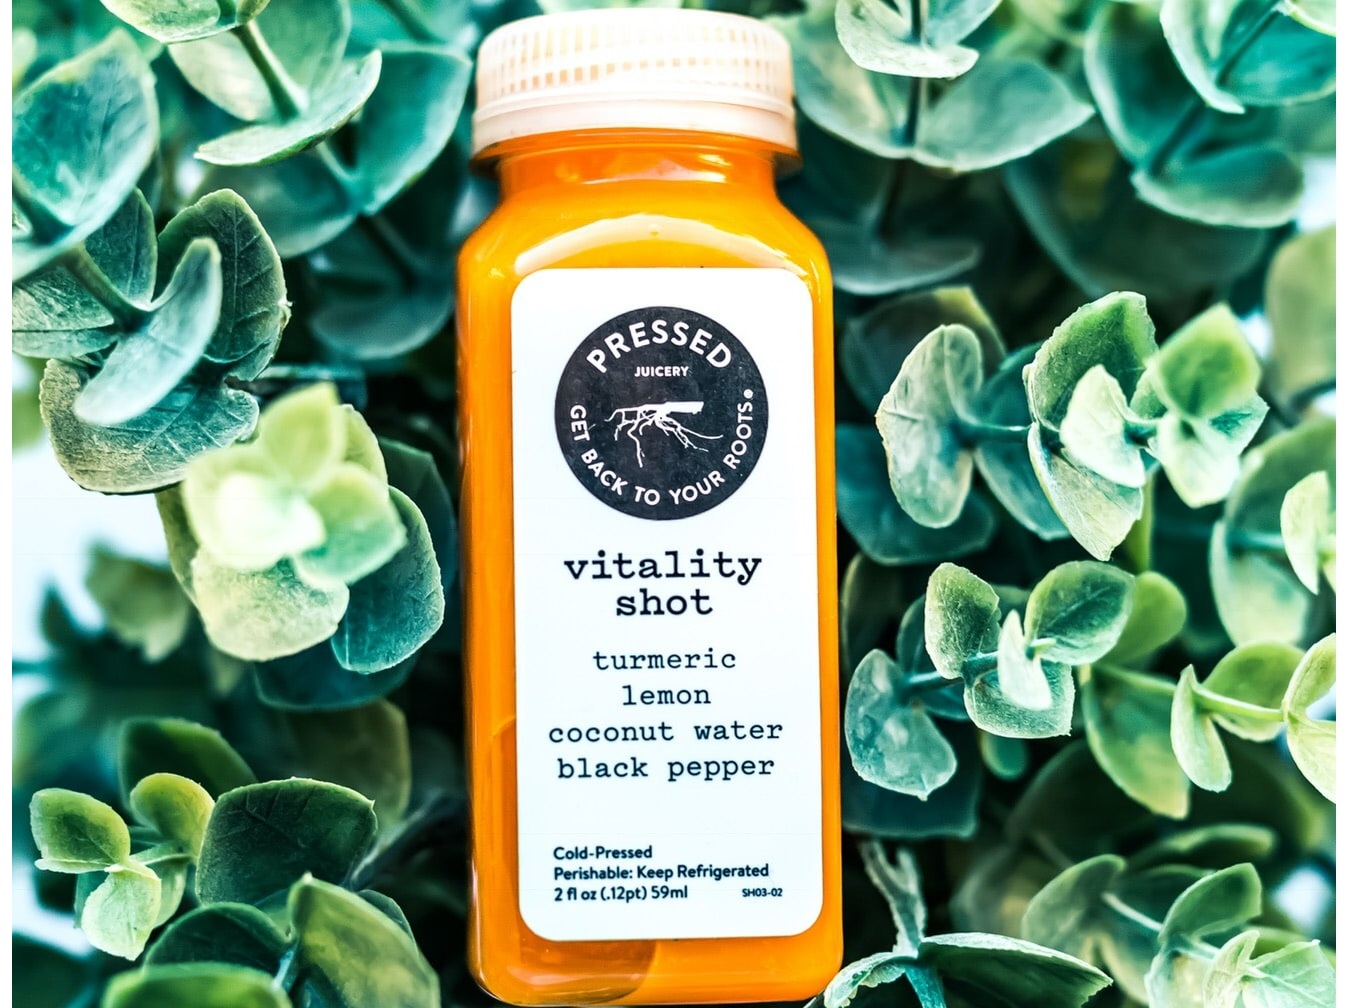 PRESSED
JUICERY
GET BACK TO YOUR ROOTS®
vitality
shot
turmeric
lemon
coconut water
black pepper
Cold-Pressed
Perishable: Keep Refrigerated
2 fl oz (.12pt) 59ml SH03-02